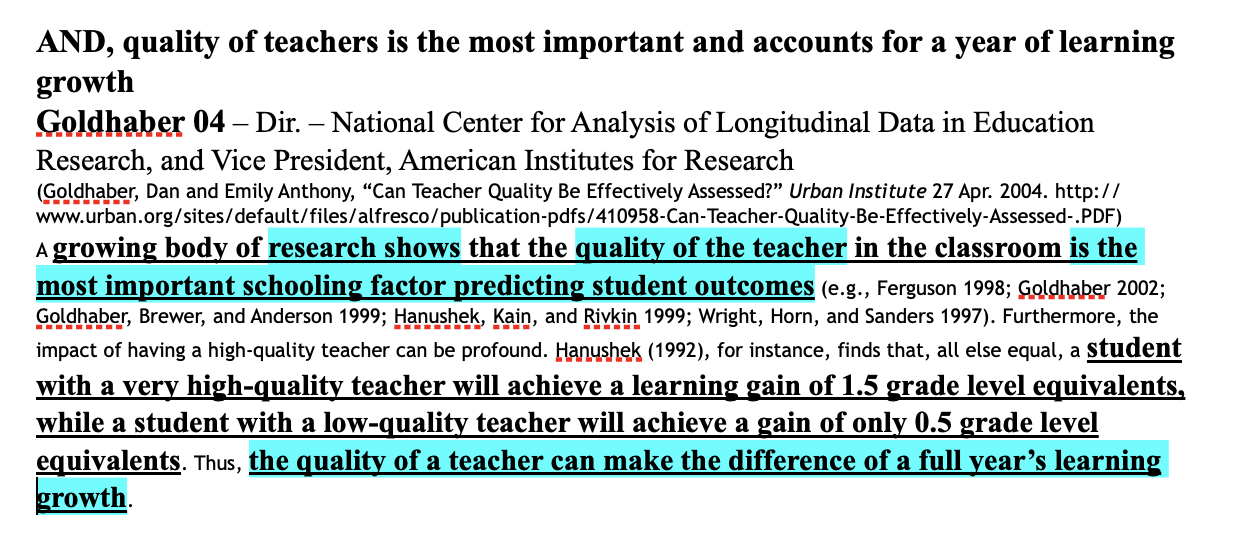 AND, quality of teachers is the most important and accounts for a year of learning
growth
Goldhaber 04 – Dir. – National Center for Analysis of Longitudinal Data in Education
Research, and Vice President, American Institutes for Research
(Goldhaber, Dan and Emily Anthony, “Can Teacher Quality Be Effectively Assessed?” Urban Institute 27 Apr. 2004. http://
www.urban.org/sites/default/files/alfresco/publication-pdfs/410958-Can-Teacher-Quality-Be-Effectively-Assessed-.PDF)
A growing body of research shows that the quality of the teacher in the classroom is the
most important schooling factor predicting student outcomes (e.g., Ferguson 1998; Goldhaber 2002;
Goldhaber, Brewer, and Anderson 1999; Hanushek, Kain, and Rivkin 1999; Wright, Horn, and Sanders 1997). Furthermore, the
impact of having a high-quality teacher can be profound. Hanushek (1992), for instance, finds that, all else equal, a student
with a very high-quality teacher will achieve a learning gain of 1.5 grade level equivalents,
while a student with a low-quality teacher will achieve a gain of only 0.5 grade level
equivalents. Thus, the quality of a teacher can make the difference of a full year’s learning
growth.